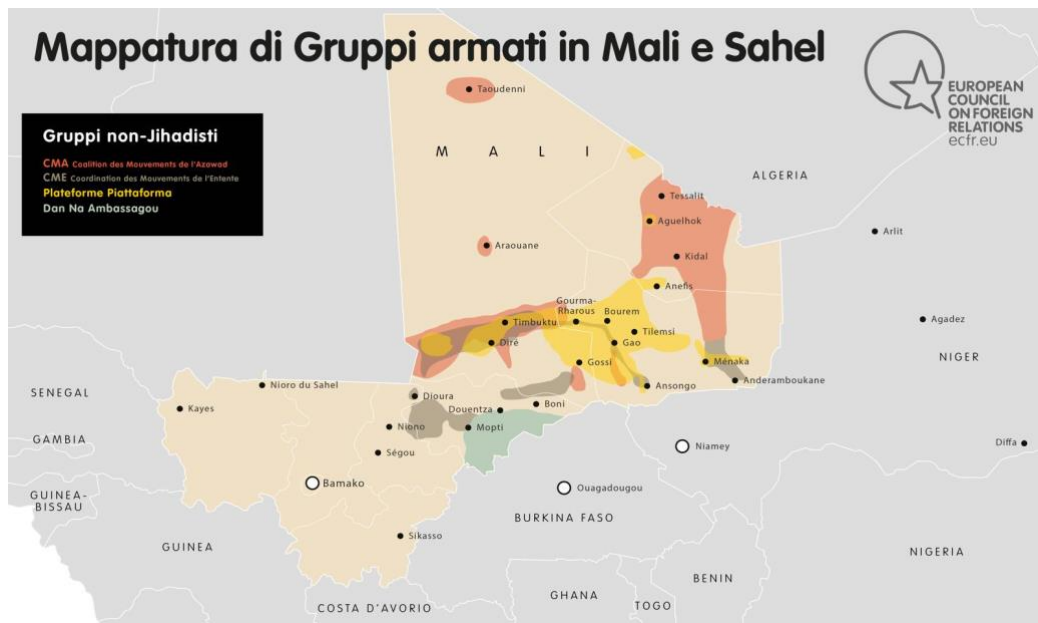 Mappatura di Gruppi armati in Mali e Sahel
EUROPEAN
COUNCIL
ON FOREIGN
RELATIONS
ecfr.eu
Gruppi non-Jihadisti
CMA Coalition des Mouvements de l'Azawad
CME Coordination des Mouvements de l'Entente
Plateforme Piattaforma
Dan Na Ambassagou
Taoudenni
MALI
ALGERIA
Tessalit
Aguelhok
Arlit
Araouane
Kidal
Anefis
Gourma-
Rharous
Bourem
Timbuktu
Tilemsi
Agadez
Diré
Gao
NIGER
Gossi
Ménaka
Anderamboukane
Ansongo
Nioro du Sahel
SENEGAL
Dioura
Kayes
Douentza
Boni
Niono
Mopti
GAMBIA
Ségou
Niamey
Diffa
Bamako
Ouagadougou
GUINEA-
BISSAU
BURKINA FASO
Sikasso
GUINEA
NIGERIA
BENIN
GHANA
TOGO
COSTA D'AVORIO